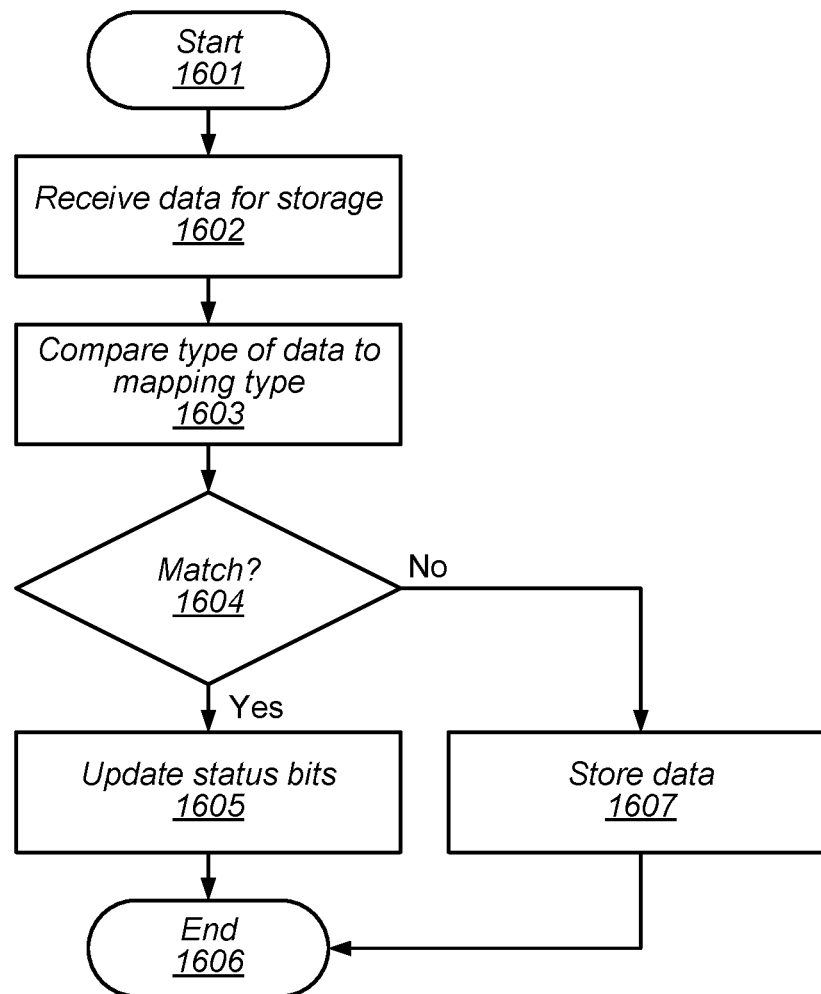 Start
1601
Receive data for storage
1602
Compare type of data to
mapping type
1603
Match?
1604
No
Yes
Update status bits
1605
Store data
1607
End
1606